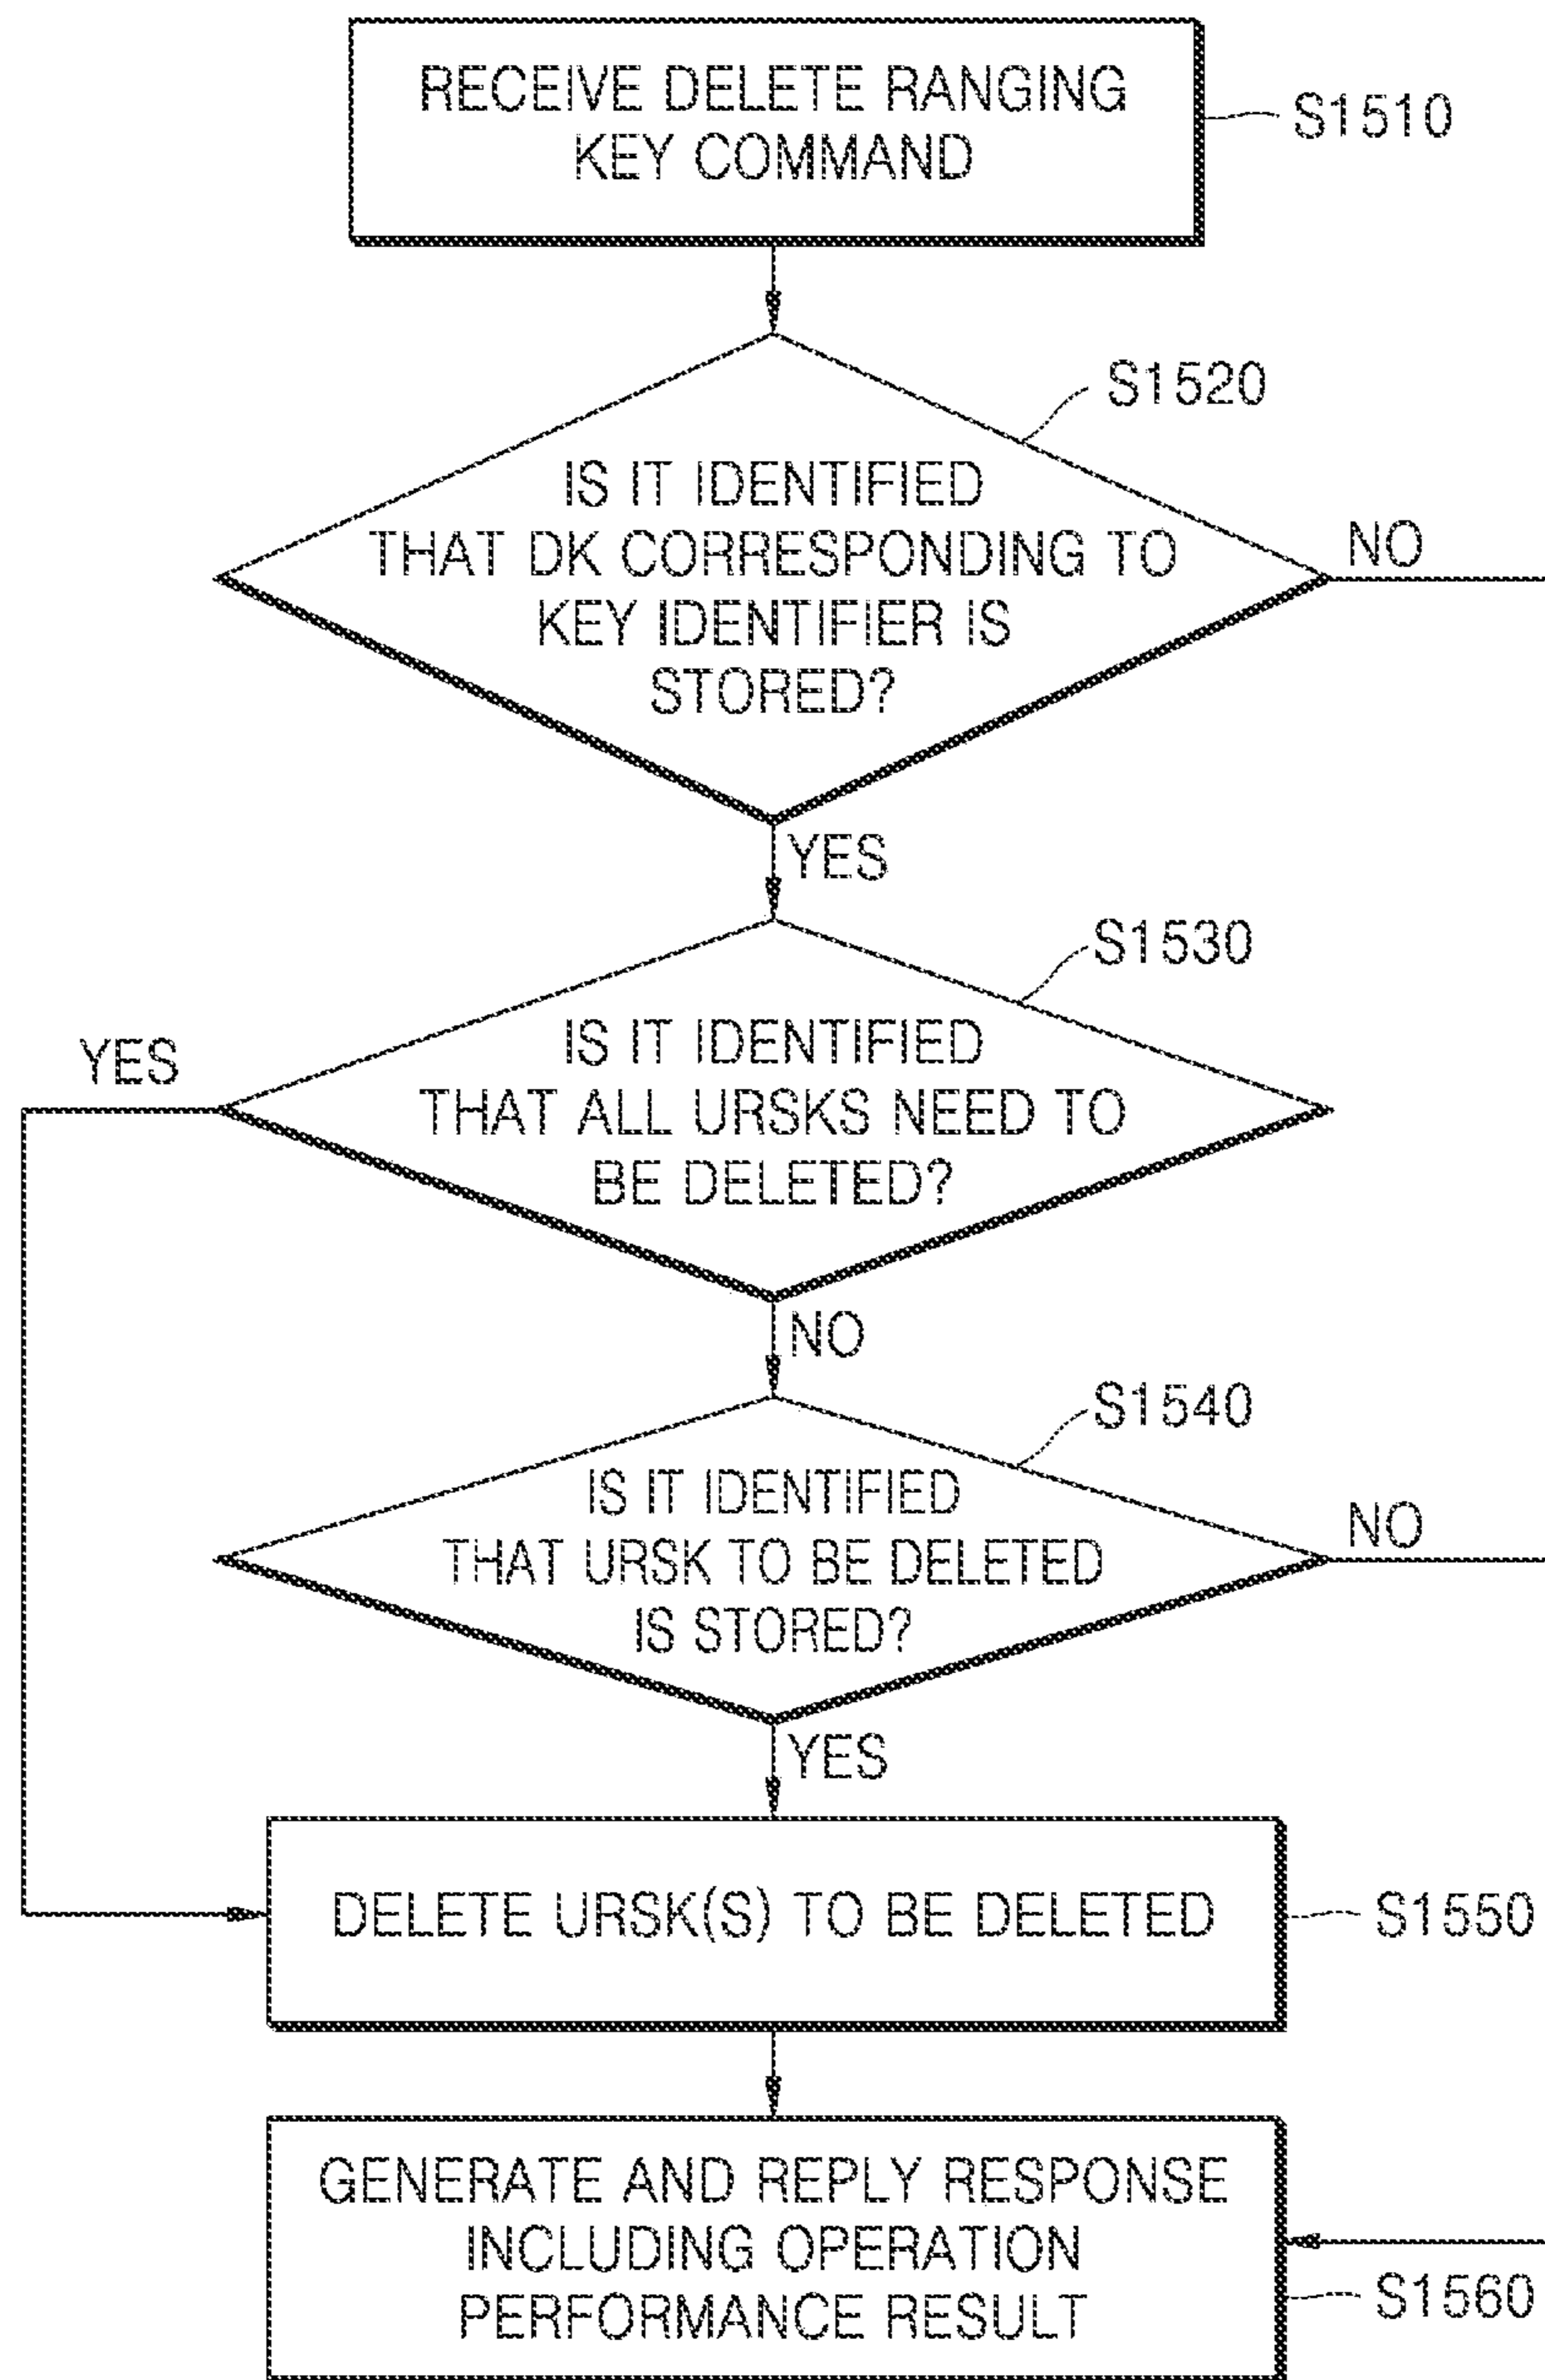 RECEIVE DELETE RANGING
KEY COMMAND
S1510
S1520
IS IT IDENTIFIED
THAT DK CORRESPONDING TO
KEY IDENTIFIER IS
STORED?
NO
YES
S1530
IS IT IDENTIFIED
THAT ALL URSKS NEED TO
BE DELETED?
YES
NO
S1540
IS IT IDENTIFIED
THAT URSK TO BE DELETED
IS STORED?
NO
YES
DELETE URSK(S) TO BE DELETED
S1550
GENERATE AND REPLY RESPONSE
INCLUDING OPERATION
PERFORMANCE RESULT
S1560